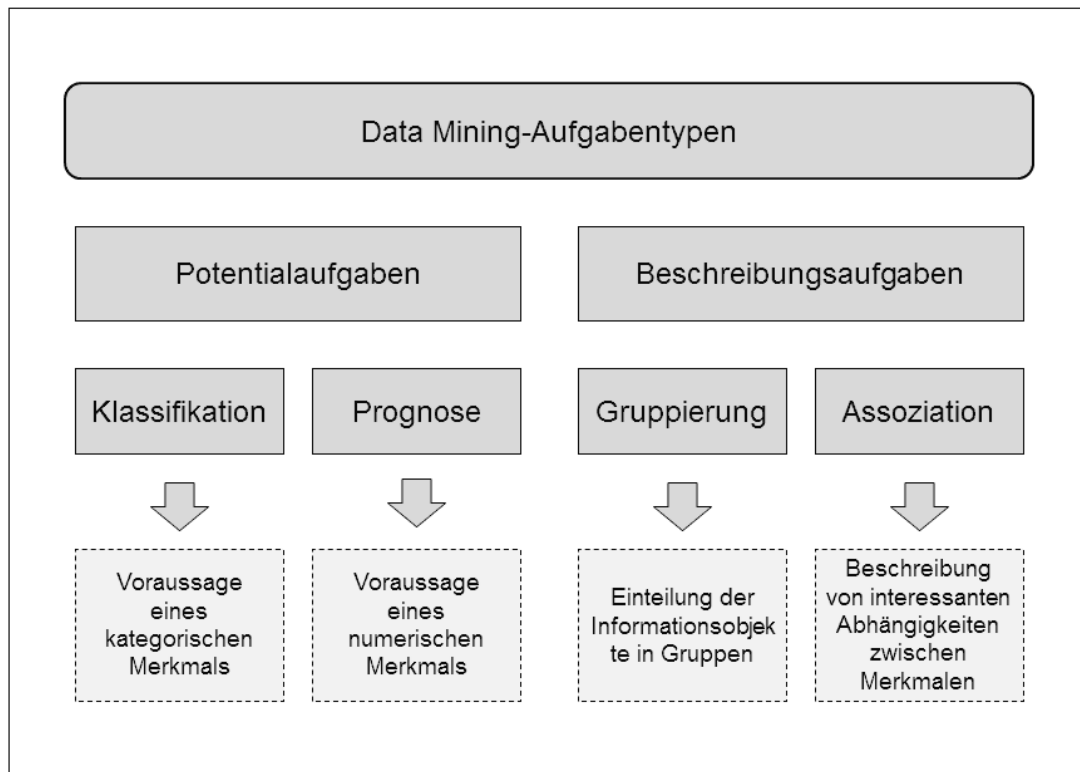 Data Mining-Aufgabentypen
Potentialaufgaben
Beschreibungsaufgaben
Klassifikation
Prognose
Gruppierung
Assoziation
Voraussage
eines
kategorischen
Merkmals
Voraussage
eines
numerischen
Merkmals
Einteilung der
Informationsobjek
te in Gruppen
Beschreibung
von interessanten
Abhängigkeiten
zwischen
Merkmalen